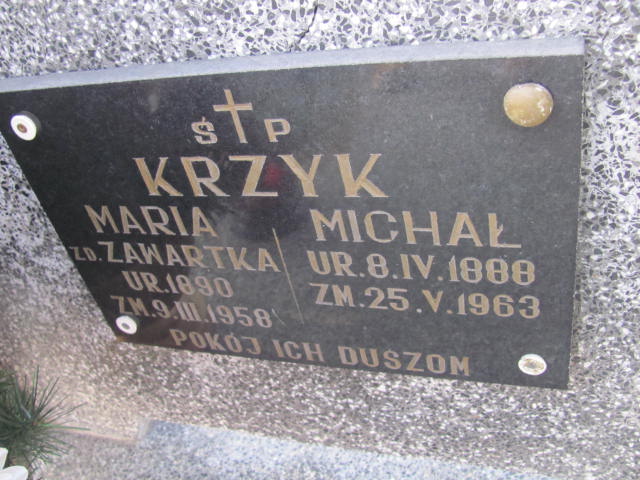 Ś P
KRZYK
MARIA
ZD. ZAWARTKA
UR. 1890
ZM. 9.III.1958
MICHAŁ
UR. 8.IV.1888
ZM. 25.V.1963
POKÓJ ICH DUSZOM